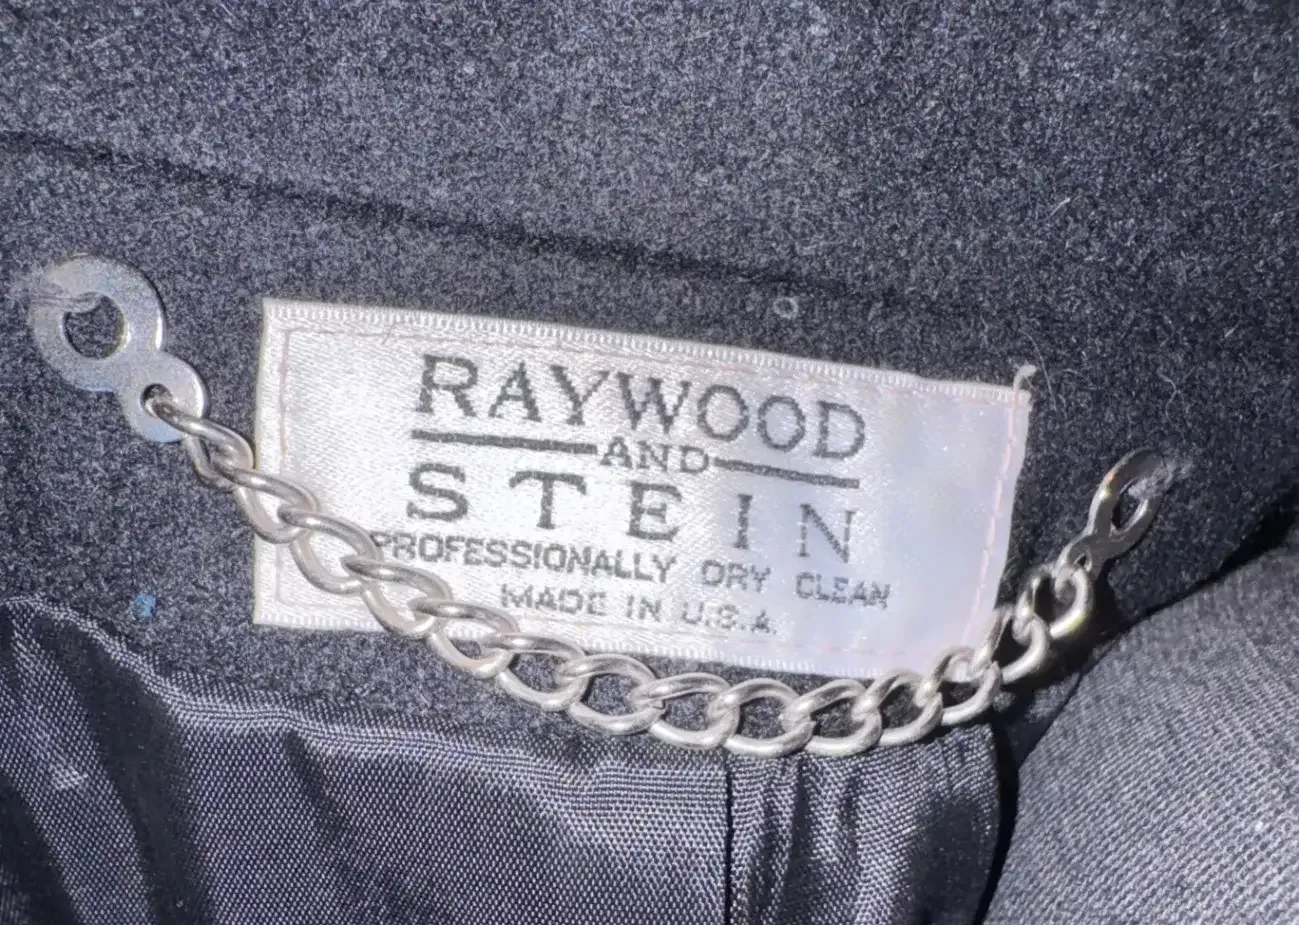 RAYWOOD
AND
STEIN
PROFESSIONALLY DRY CLEAN
MADE IN U.S.A.